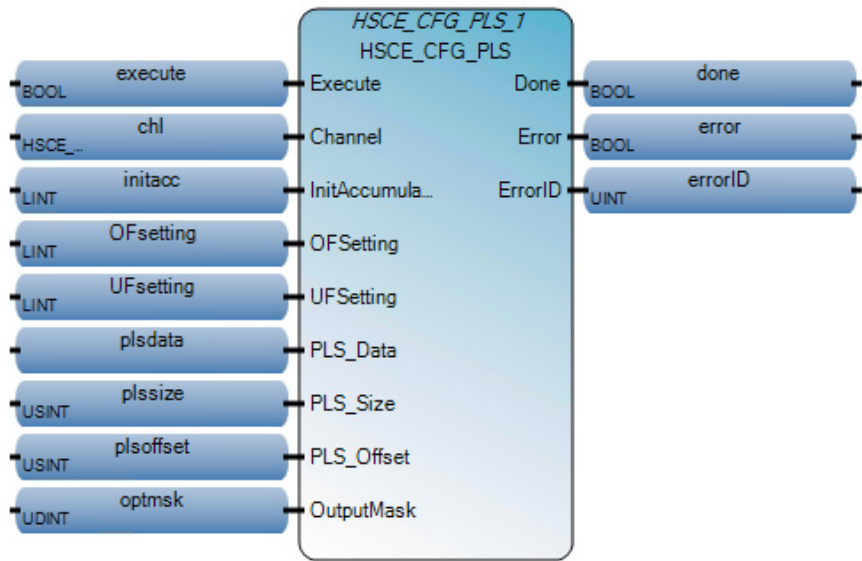 HSCE_CFG_PLS_1
HSCE_CFG_PLS
execute
BOOL
Execute
Done
done
BOOL
chl
HSCE_...
Channel
Error
error
BOOL
initacc
LINT
InitAccumula...
ErrorID
errorID
UINT
OFsetting
LINT
OFSetting
UFsetting
LINT
UFSetting
plsdata
PLS_Data
plssize
USINT
PLS_Size
plsoffset
USINT
PLS_Offset
optmsk
UDINT
OutputMask